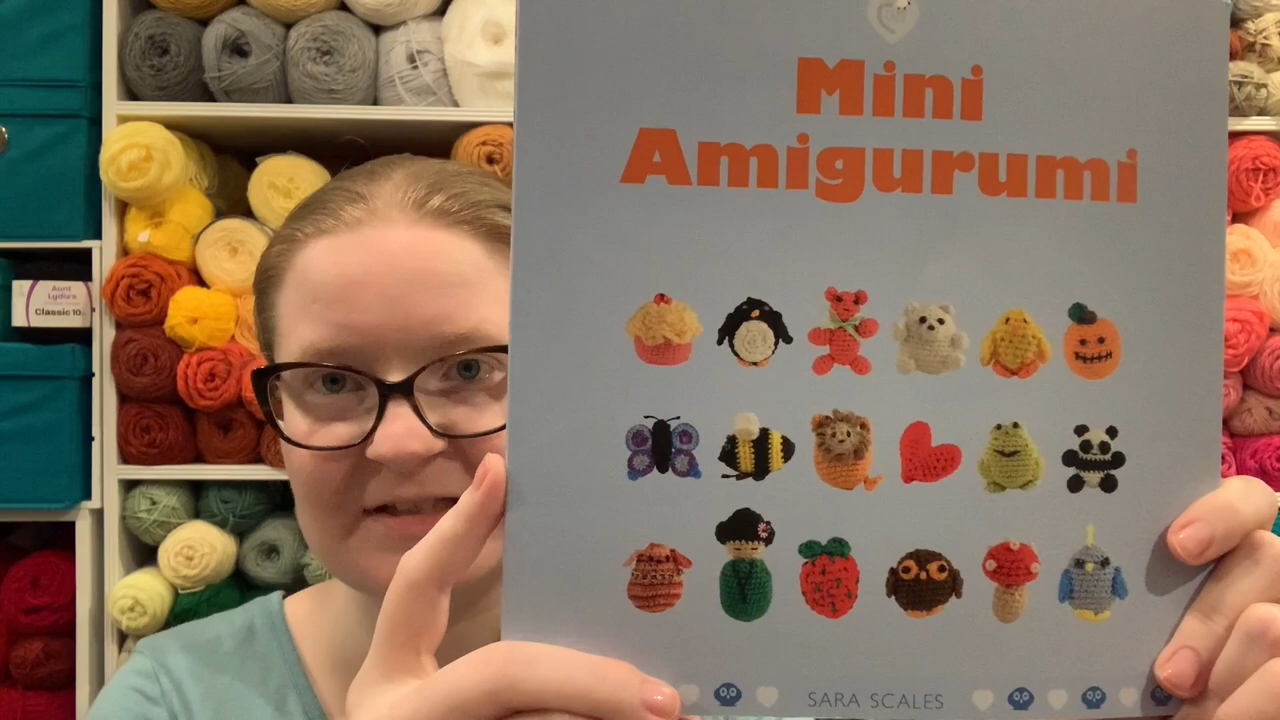 Mini
Amigurumi
SARA SCALES
Aunt
Lydia's
Classic 10